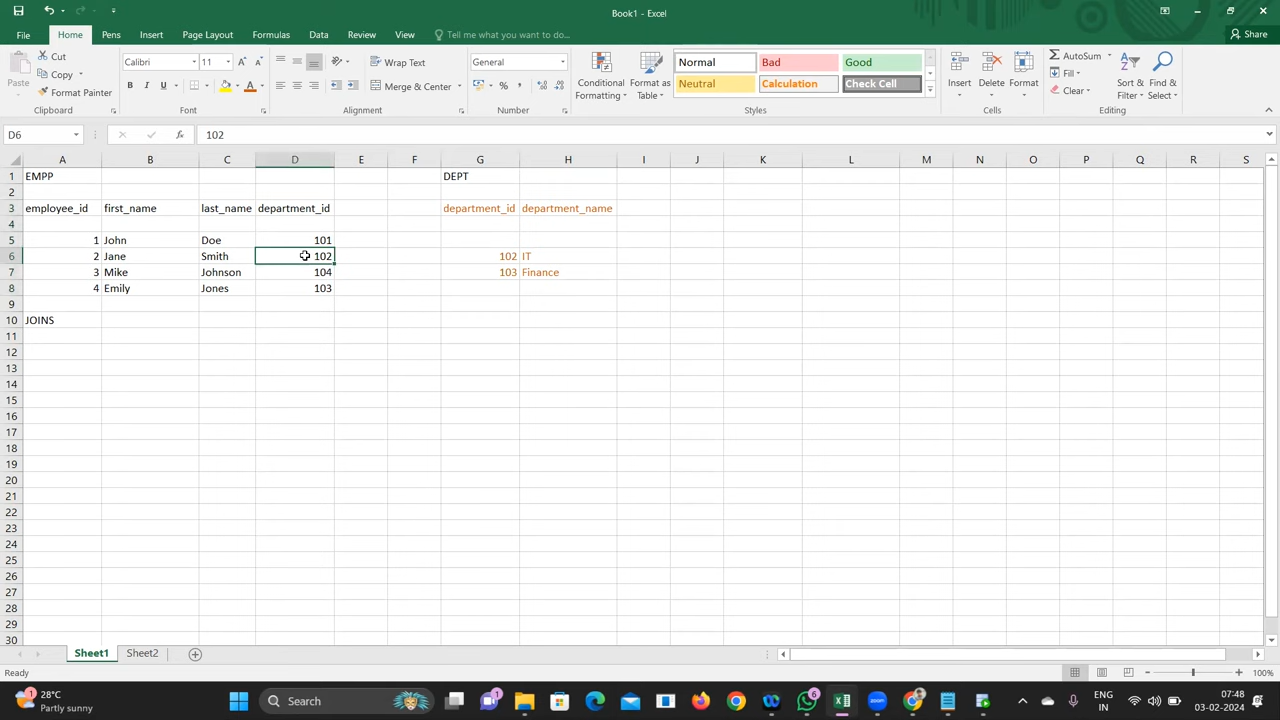 Book1 - Excel
File Home Pens Insert Page Layout Formulas Data Review View Tell me what you want to do... Share
Paste Cut Copy Format Painter
Calibri 11 General
B I U A A A
Wrap Text Merge & Center
% ,
Conditional Formatting Format as Table
Normal Bad Good
Neutral Calculation Check Cell
Insert Delete Format
AutoSum Fill Clear Sort & Filter Find & Select
Clipboard Font Alignment Number Styles Cells Editing
D6 fx 102
A B C D E F G H I J K L M N O P Q R S
1 EMPP DEPT
2
3 employee_id first_name last_name department_id department_id department_name
4
5 1 John Doe 101
6 2 Jane Smith 102 102 IT
7 3 Mike Johnson 104 103 Finance
8 4 Emily Jones 103
9
10 JOINS
11
12
13
14
15
16
17
18
19
20
21
22
23
24
25
26
27
28
29
30
Sheet1 Sheet2
Ready 100%
1 28°C Partly sunny Search 1 6 ENG IN 07:48 03-02-2024